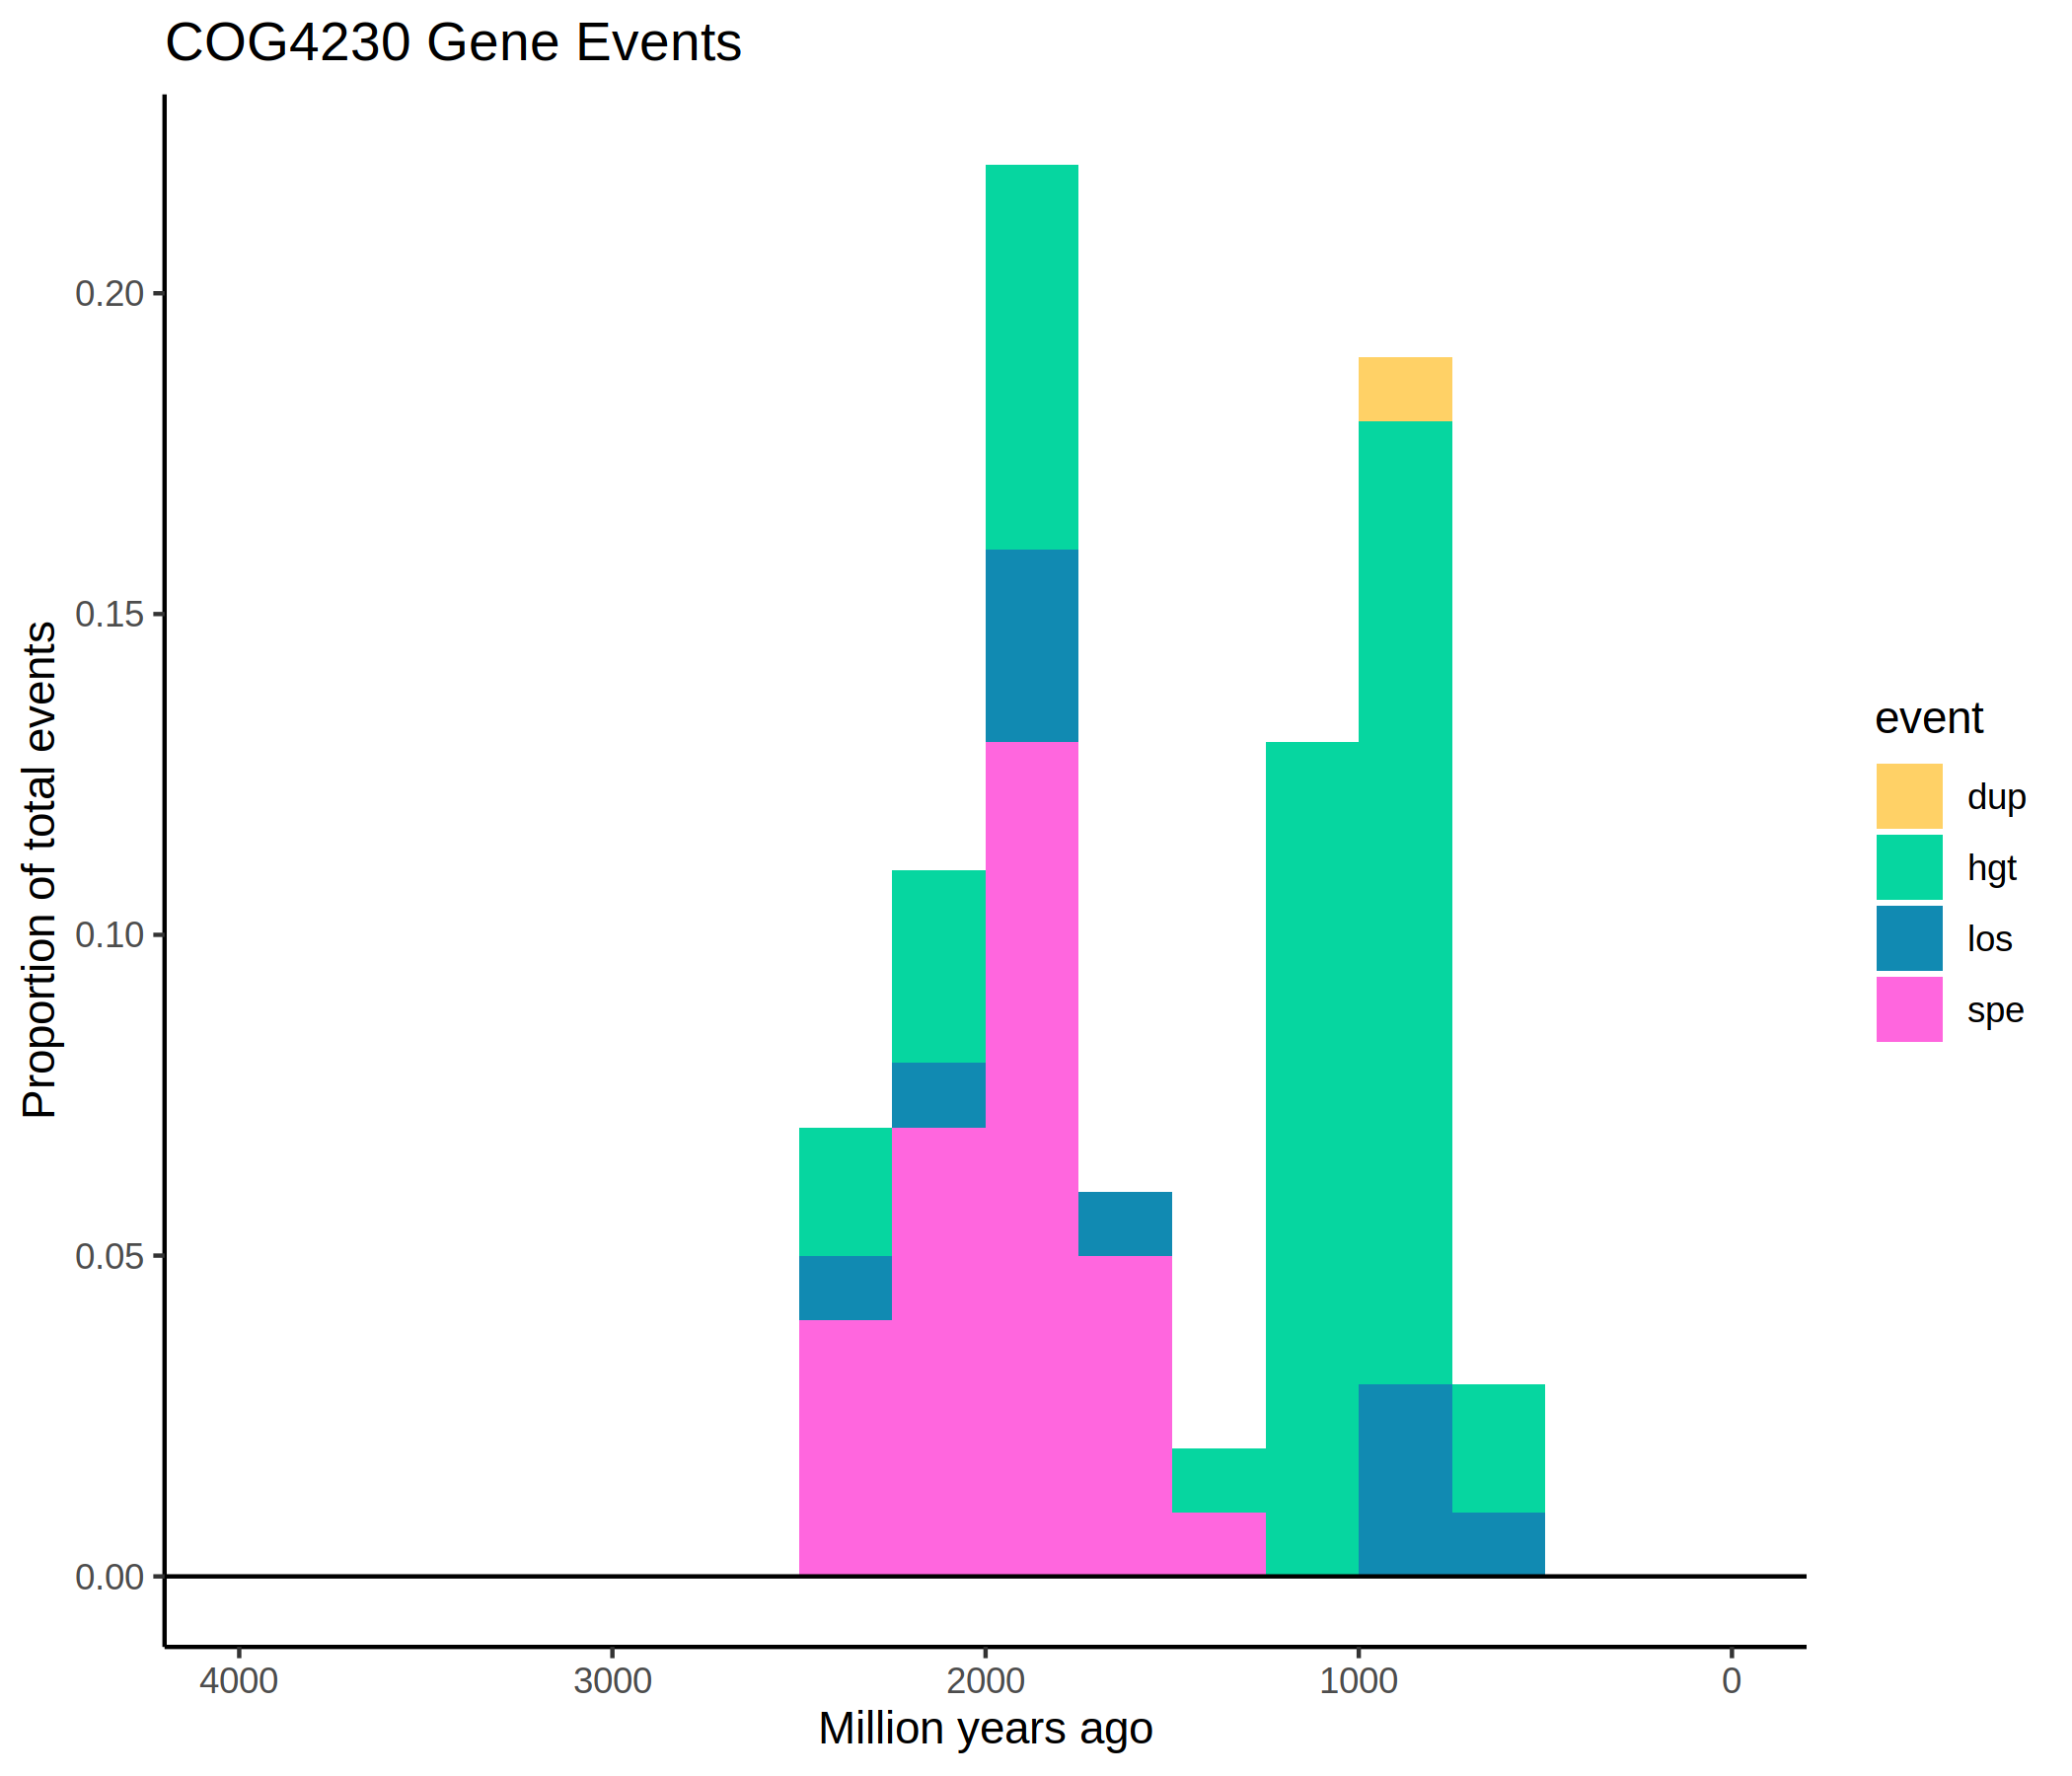 COG4230 Gene Events
Proportion of total events
0.20
0.15
0.10
0.05
0.00
4000 3000 2000 1000 0
Million years ago
event
dup
hgt
los
spe